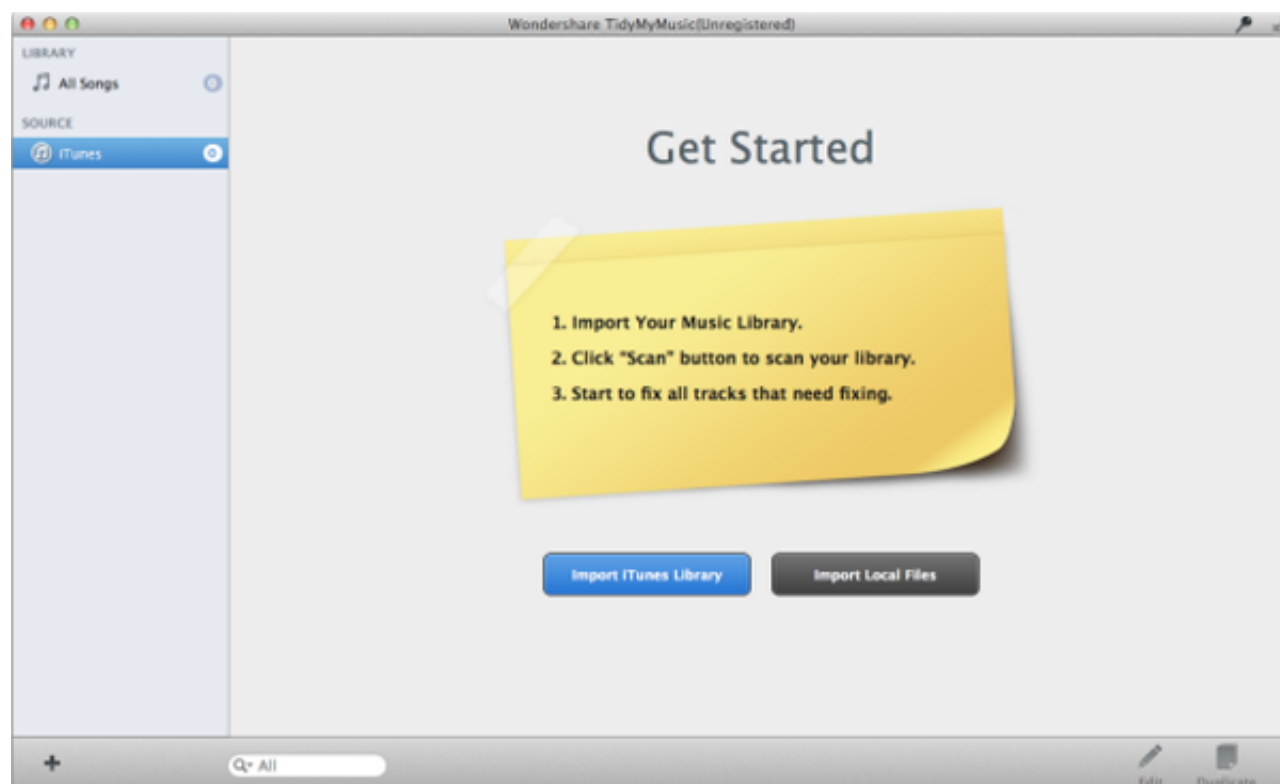 Wondershare TidyMyMusic(Unregistered)
LIBRARY
All Songs
SOURCE
iTunes
Get Started
1. Import Your Music Library.
2. Click "Scan" button to scan your library.
3. Start to fix all tracks that need fixing.
Import iTunes Library
Import Local Files
All
Edit
Duplicate